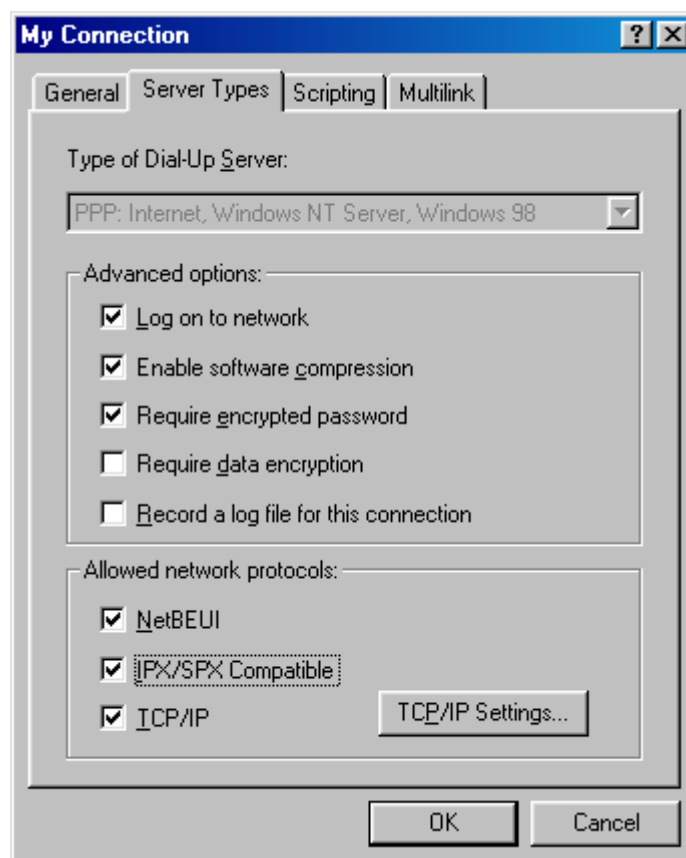 My Connection
General Server Types Scripting Multilink
Type of Dial-Up Server:
PPP: Internet, Windows NT Server, Windows 98
Advanced options:
Log on to network
Enable software compression
Require encrypted password
Require data encryption
Record a log file for this connection
Allowed network protocols:
NetBEUI
IPX/SPX Compatible
TCP/IP TCP/IP Settings...
OK Cancel